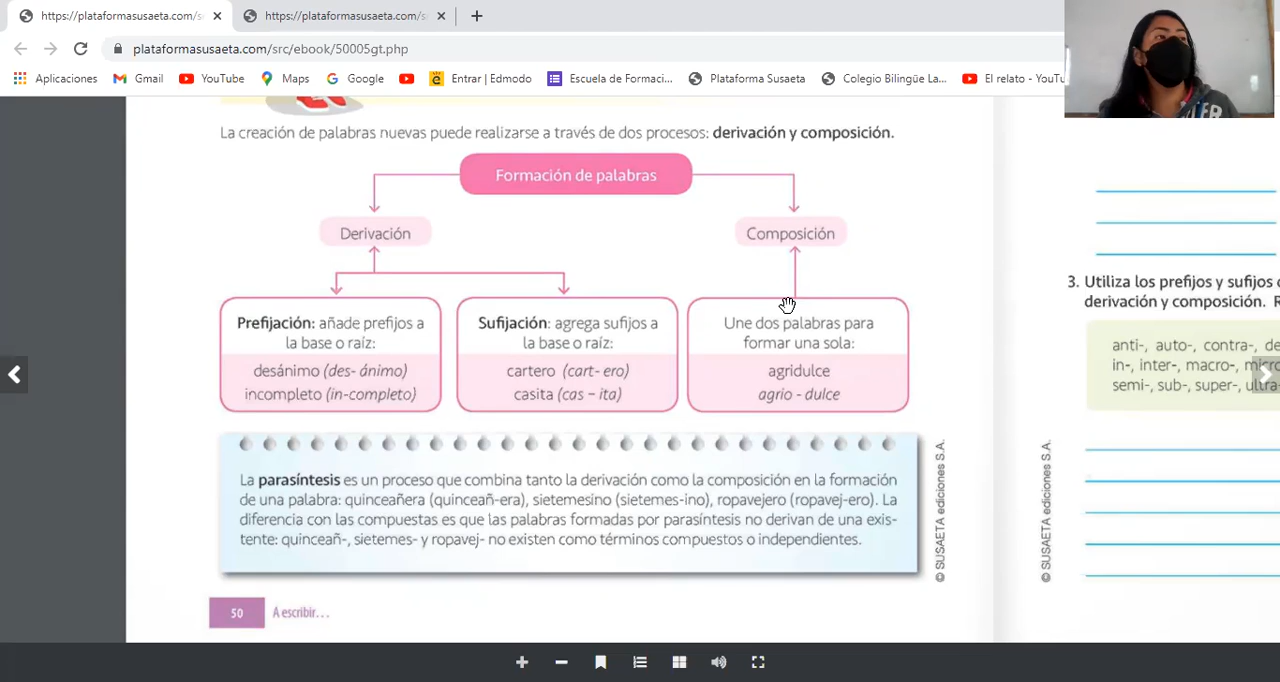 https://plataformasusaeta.com/s
https://plataformasusaeta.com/s
plataformasusaeta.com/src/ebook/50005gt.php
Aplicaciones Gmail YouTube Maps Google Entrar | Edmodo Escuela de Formaci... Plataforma Susaeta Colegio Bilingüe La... El relato - YouTu
La creación de palabras nuevas puede realizarse a través de dos procesos: derivación y composición.
Formación de palabras
Derivación
Composición
Prefijación: añade prefijos a
la base o raíz:
desánimo (des- ánimo)
incompleto (in-completo)
Sufijación: agrega sufijos a
la base o raíz:
cartero (cart- ero)
casita (cas – ita)
Une dos palabras para
formar una sola:
agridulce
agrio - dulce
La parasíntesis es un proceso que combina tanto la derivación como la composición en la formación
de una palabra: quinceañera (quinceañ-era), sietemesino (sietemes-ino), ropavejero (ropavej-ero). La
diferencia con las compuestas es que las palabras formadas por parasíntesis no derivan de una exis-
tente: quinceañ-, sietemes- y ropavej- no existen como términos compuestos o independientes.
© SUSAETA ediciones S.A.
50 A escribir...
3. Utiliza los prefijos y sufijos
derivación y composición.
anti-, auto-, contra-, de
in-, inter-, macro-, micro
semi-, sub-, super-, ultra-
© SUSAETA ediciones S.A.